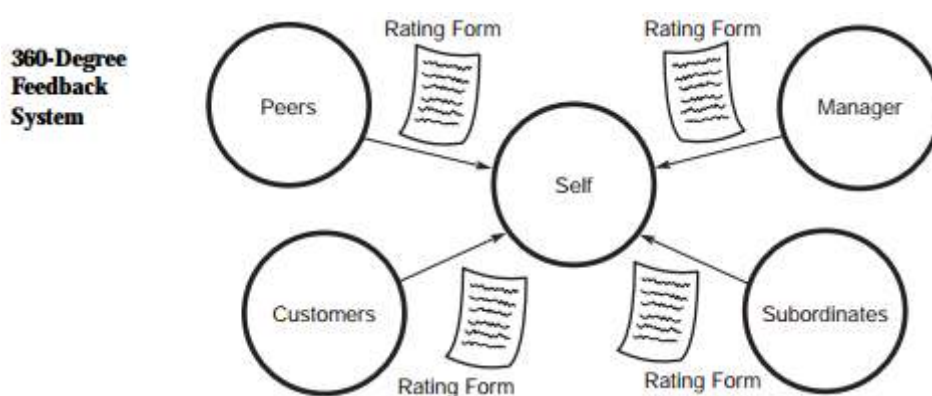 360-Degree
Feedback
System
Rating Form
Rating Form
Peers
Manager
Self
Customers
Subordinates
Rating Form
Rating Form